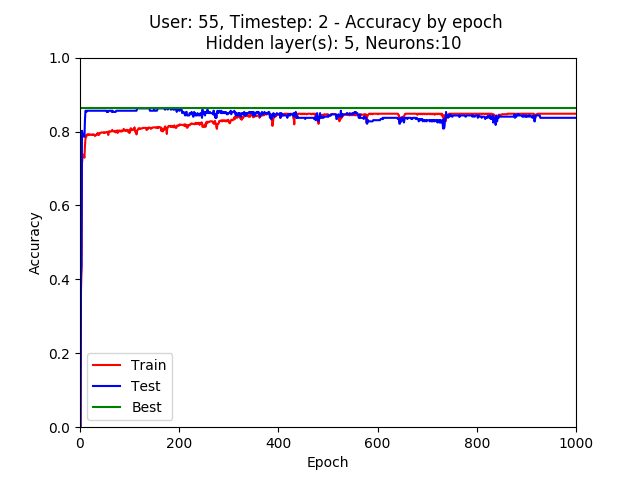 User: 55, Timestep: 2 - Accuracy by epoch
Hidden layer(s): 5, Neurons:10
1.0
0.8
0.6
0.4
0.2
0.0
Accuracy
Train
Test
Best
0 200 400 600 800 1000
Epoch